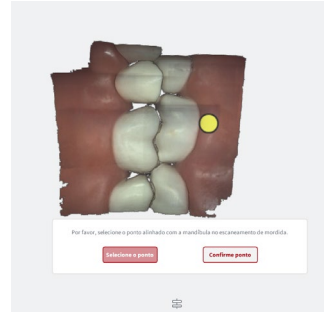 Por favor, selecione o ponto alinhado com a mandíbula no escaneamento de mordida.
Selecione o ponto
Confirme ponto